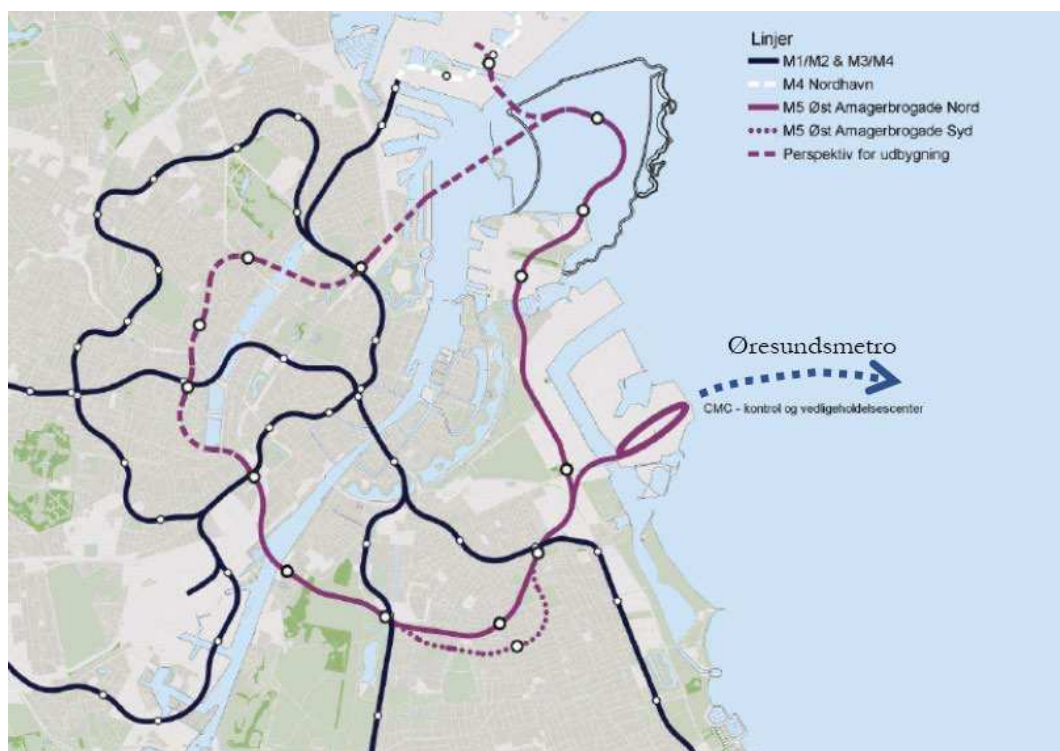 Linjer
M1/M2 & M3/M4
M4 Nordhavn
M5 Øst Amagerbrogade Nord
M5 Øst Amagerbrogade Syd
Perspektiv for udbygning
Øresundsmetro
CMC - kontrol og vedligeholdelsescenter